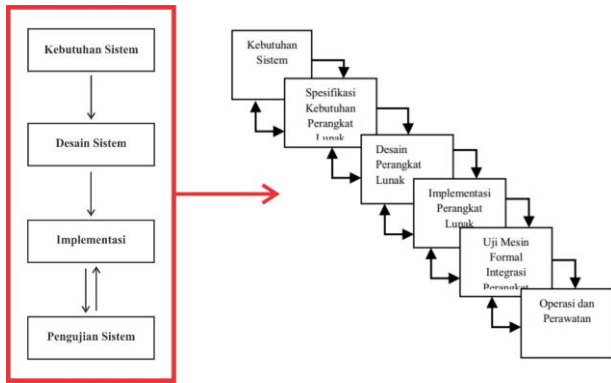 Kebutuhan Sistem
Desain Sistem
Implementasi
Pengujian Sistem
Kebutuhan
Sistem
Spesifikasi
Kebutuhan
Perangkat
Lunak
Desain
Perangkat
Lunak
Implementasi
Perangkat
Lunak
Uji Mesin
Formal
Integrasi
Perangkat
Operasi dan
Perawatan